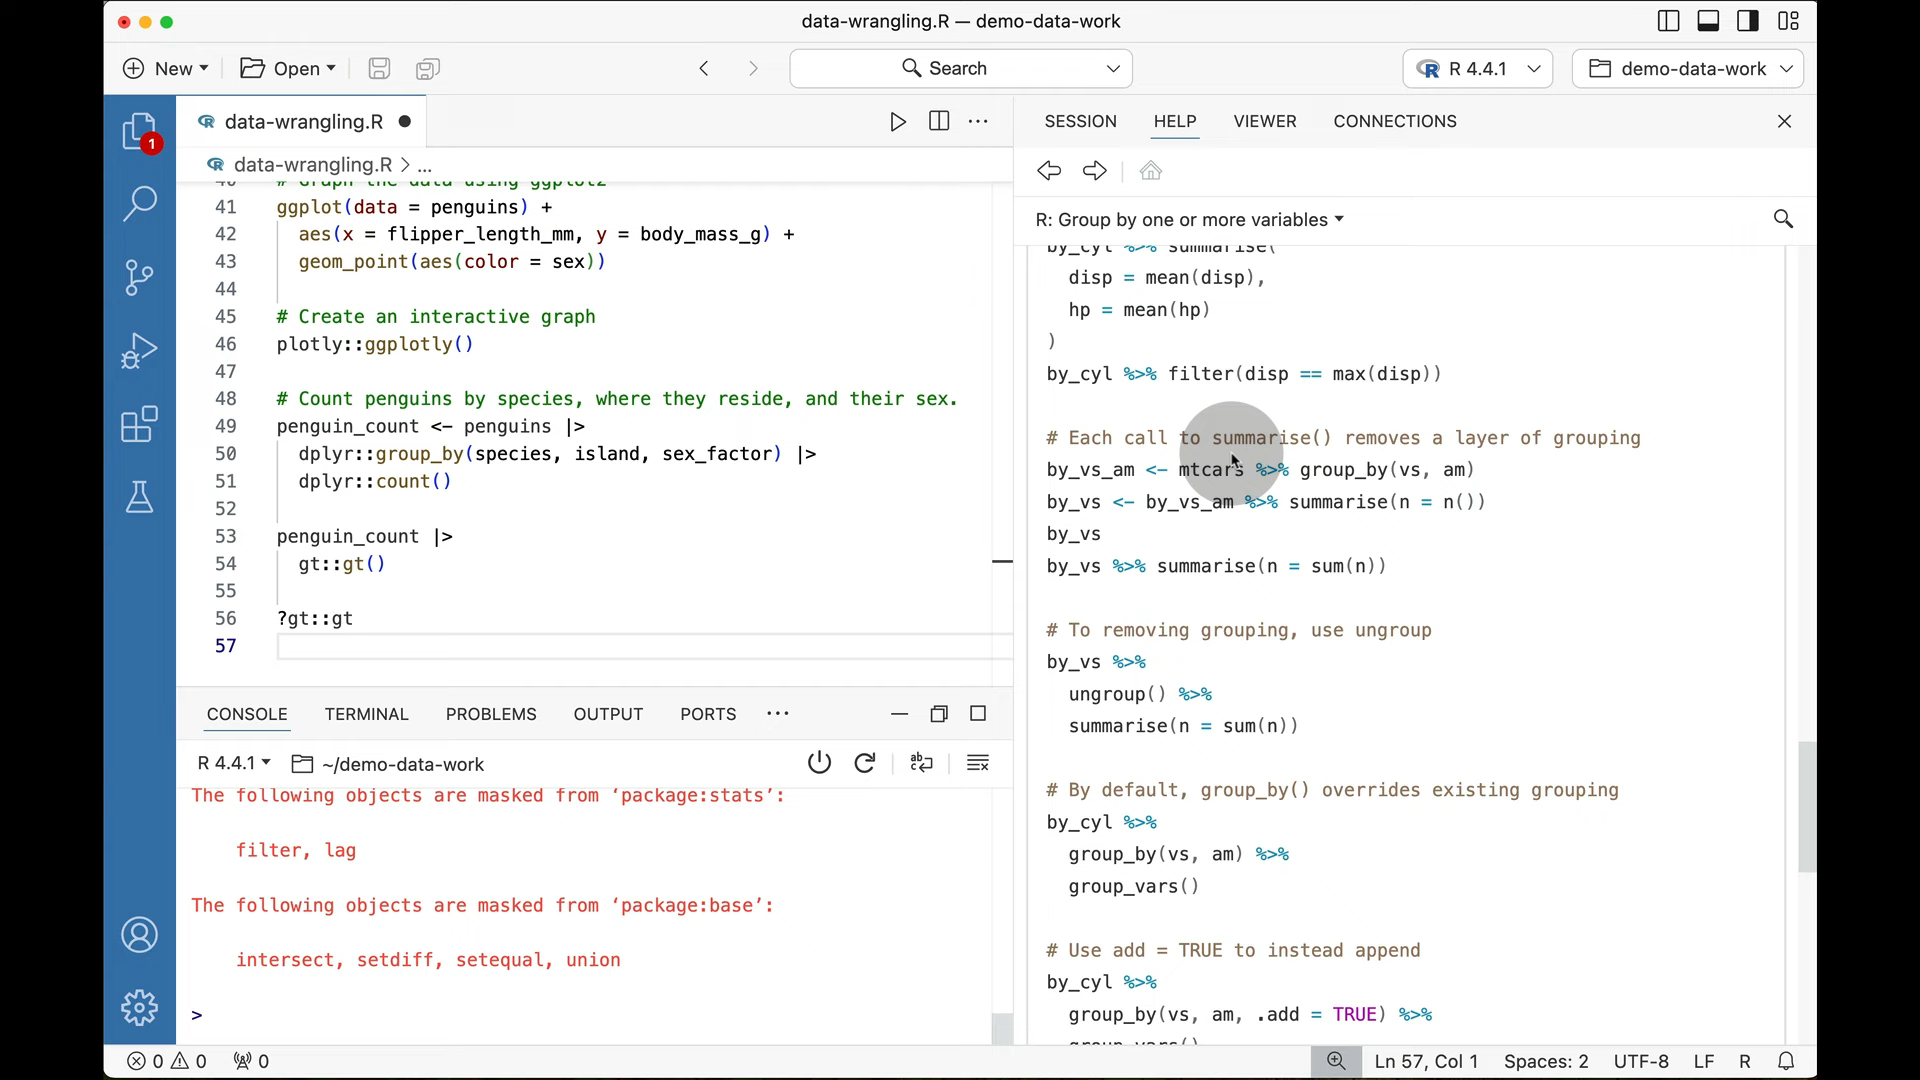 data-wrangling.R — demo-data-work
New
Open
Search
R 4.4.1
demo-data-work
1
data-wrangling.R
data-wrangling.R > ...
40 # Graph the data using ggplot2
41 ggplot(data = penguins) +
42 aes(x = flipper_length_mm, y = body_mass_g) +
43 geom_point(aes(color = sex))
44
45 # Create an interactive graph
46 plotly::ggplotly()
47
48 # Count penguins by species, where they reside, and their sex.
49 penguin_count <- penguins |>
50 dplyr::group_by(species, island, sex_factor) |>
51 dplyr::count()
52
53 penguin_count |>
54 gt::gt()
55
56 ?gt::gt
57
CONSOLE TERMINAL PROBLEMS OUTPUT PORTS ...
R 4.4.1 ~/demo-data-work
The following objects are masked from ‘package:stats’:
filter, lag
The following objects are masked from ‘package:base’:
intersect, setdiff, setequal, union
>
SESSION HELP VIEWER CONNECTIONS
R: Group by one or more variables
by_cyl %>% summarise(
disp = mean(disp),
hp = mean(hp)
)
by_cyl %>% filter(disp == max(disp))
# Each call to summarise() removes a layer of grouping
by_vs_am <- mtcars %>% group_by(vs, am)
by_vs <- by_vs_am %>% summarise(n = n())
by_vs
by_vs %>% summarise(n = sum(n))
# To removing grouping, use ungroup
by_vs %>%
ungroup() %>%
summarise(n = sum(n))
# By default, group_by() overrides existing grouping
by_cyl %>%
group_by(vs, am) %>%
group_vars()
# Use add = TRUE to instead append
by_cyl %>%
group_by(vs, am, .add = TRUE) %>%
group_vars()
0 0 0
Ln 57, Col 1 Spaces: 2 UTF-8 LF R